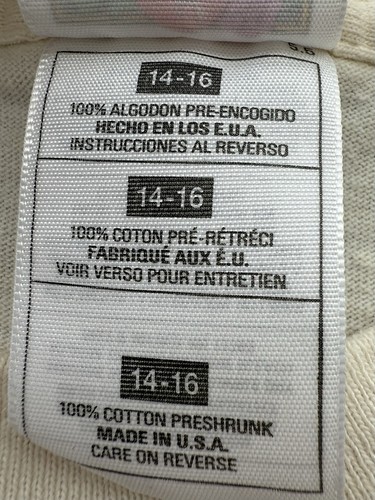 14-16
100% ALGODON PRE-ENCOGIDO
HECHO EN LOS E.U.A.
INSTRUCCIONES AL REVERSO
14-16
100% COTON PRÉ-RÉTRÉCI
FABRIQUÉ AUX É.U.
VOIR VERSO POUR ENTRETIEN
14-16
100% COTTON PRESHRUNK
MADE IN U.S.A.
CARE ON REVERSE